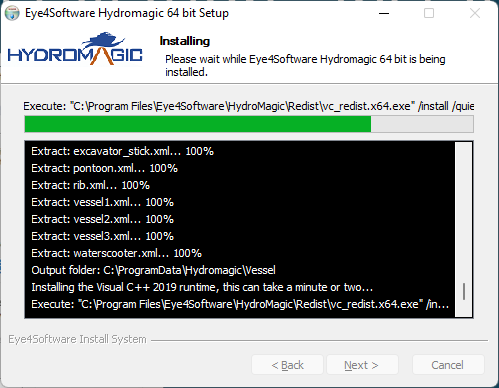 Eye4Software Hydromagic 64 bit Setup
HYDROMAGIC
Installing
Please wait while Eye4Software Hydromagic 64 bit is being
installed.
Execute: "C:\Program Files\Eye4Software\HydroMagic\Redist\vc_redist.x64.exe" /install /quie
Extract: excavator_stick.xml... 100%
Extract: pontoon.xml... 100%
Extract: rib.xml... 100%
Extract: vessel1.xml... 100%
Extract: vessel2.xml... 100%
Extract: vessel3.xml... 100%
Extract: waterscooter.xml... 100%
Output folder: C:\ProgramData\Hydromagic\Vessel
Installing the Visual C++ 2019 runtime, this can take a minute or two...
Execute: "C:\Program Files\Eye4Software\HydroMagic\Redist\vc_redist.x64.exe" /in...
Eye4Software Install System
< Back
Next >
Cancel